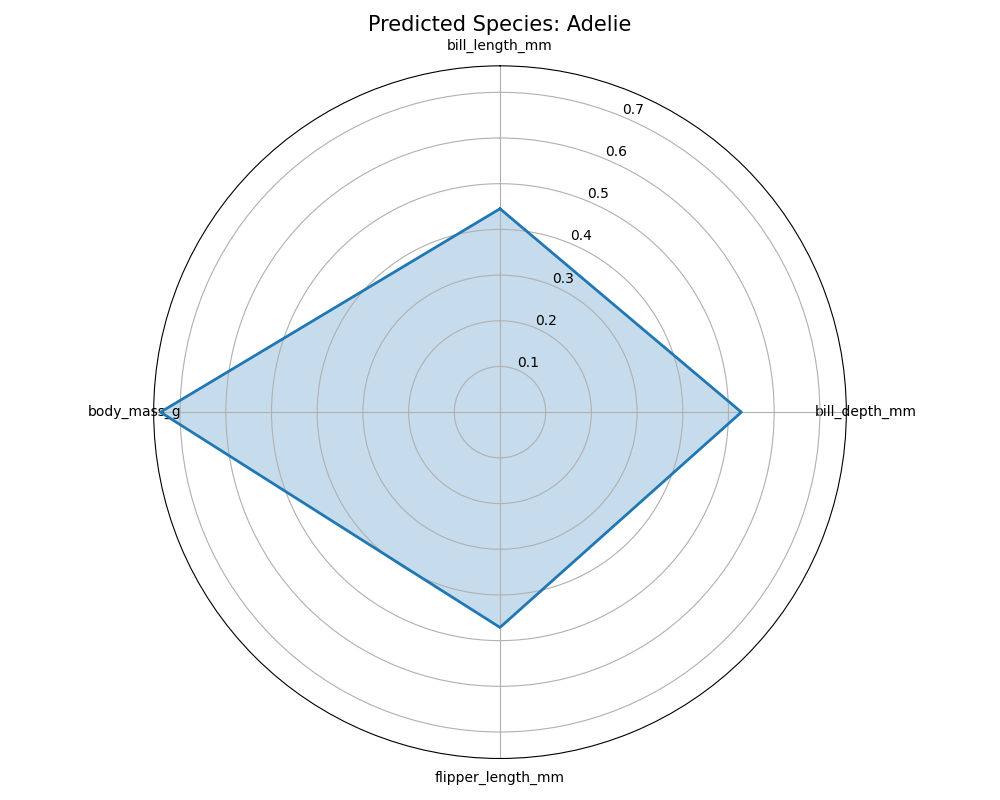 Predicted Species: Adelie
bill_length_mm
0.7
0.6
0.5
0.4
0.3
0.2
0.1
body_mass_g
bill_depth_mm
flipper_length_mm